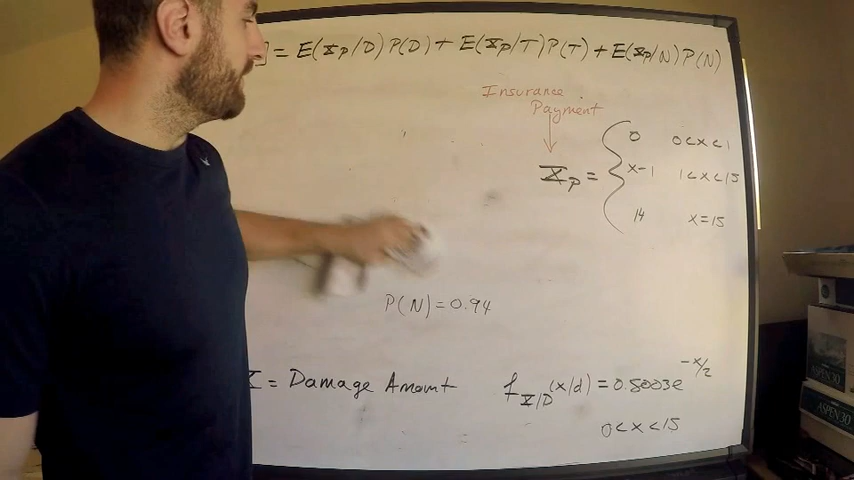 ] = E(Xp/D)P(D) + E(Xp/T)P(T) + E(Xp/N)P(N)
Insurance
Payment
Xp = { 0 0<x<1
x-1 1<x<15
14 x=15
P(N)=0.94
X = Damage Amount f X/D (x/d) = 0.5003e^-x/2
0<x<15
ASPEN 30
ASPEN 30